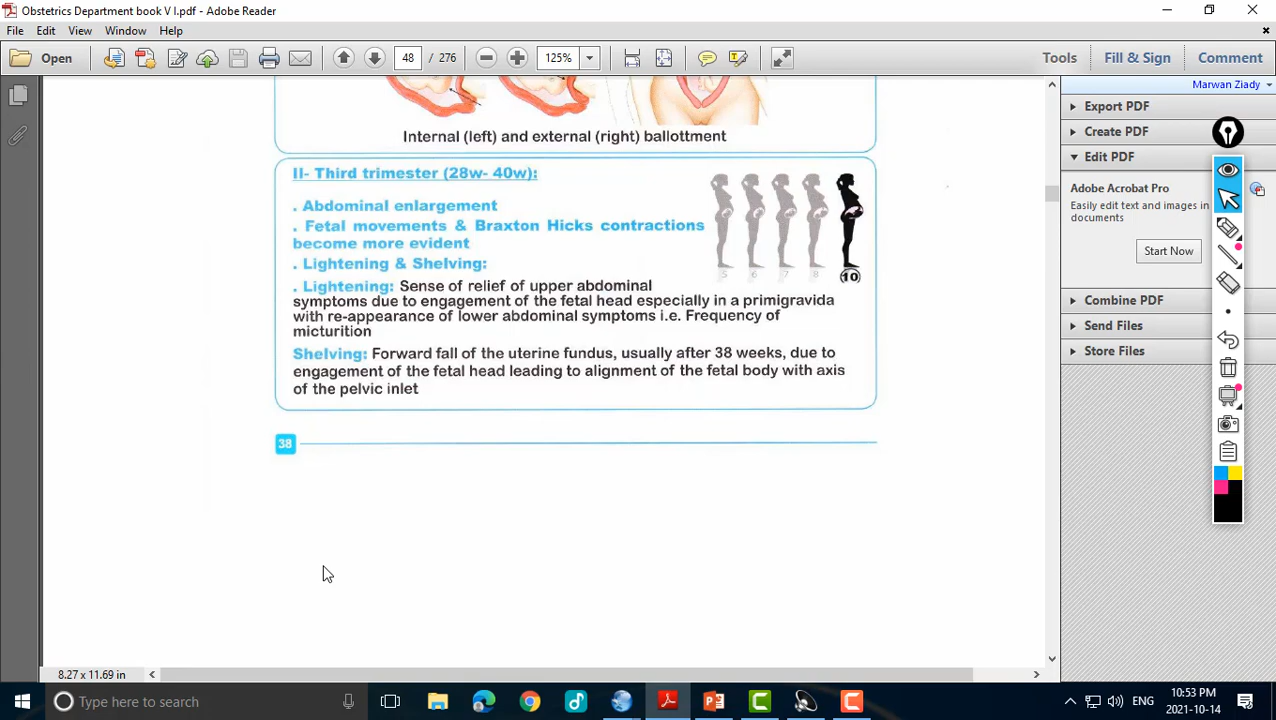 Obstetrics Department book V I.pdf - Adobe Reader
File Edit View Window Help
Open 48 / 276 125% Tools Fill & Sign Comment
Marwan Ziady
Internal (left) and external (right) ballottment
II- Third trimester (28w- 40w):
. Abdominal enlargement
. Fetal movements & Braxton Hicks contractions
become more evident
. Lightening & Shelving:
. Lightening: Sense of relief of upper abdominal
symptoms due to engagement of the fetal head especially in a primigravida
with re-appearance of lower abdominal symptoms i.e. Frequency of
micturition
Shelving: Forward fall of the uterine fundus, usually after 38 weeks, due to
engagement of the fetal head leading to alignment of the fetal body with axis
of the pelvic inlet
5 6 7 8 10
38
Export PDF
Create PDF
Edit PDF
Adobe Acrobat Pro
Easily edit text and images in
documents
Start Now
Combine PDF
Send Files
Store Files
8.27 x 11.69 in
Type here to search
ENG
10:53 PM
2021-10-14